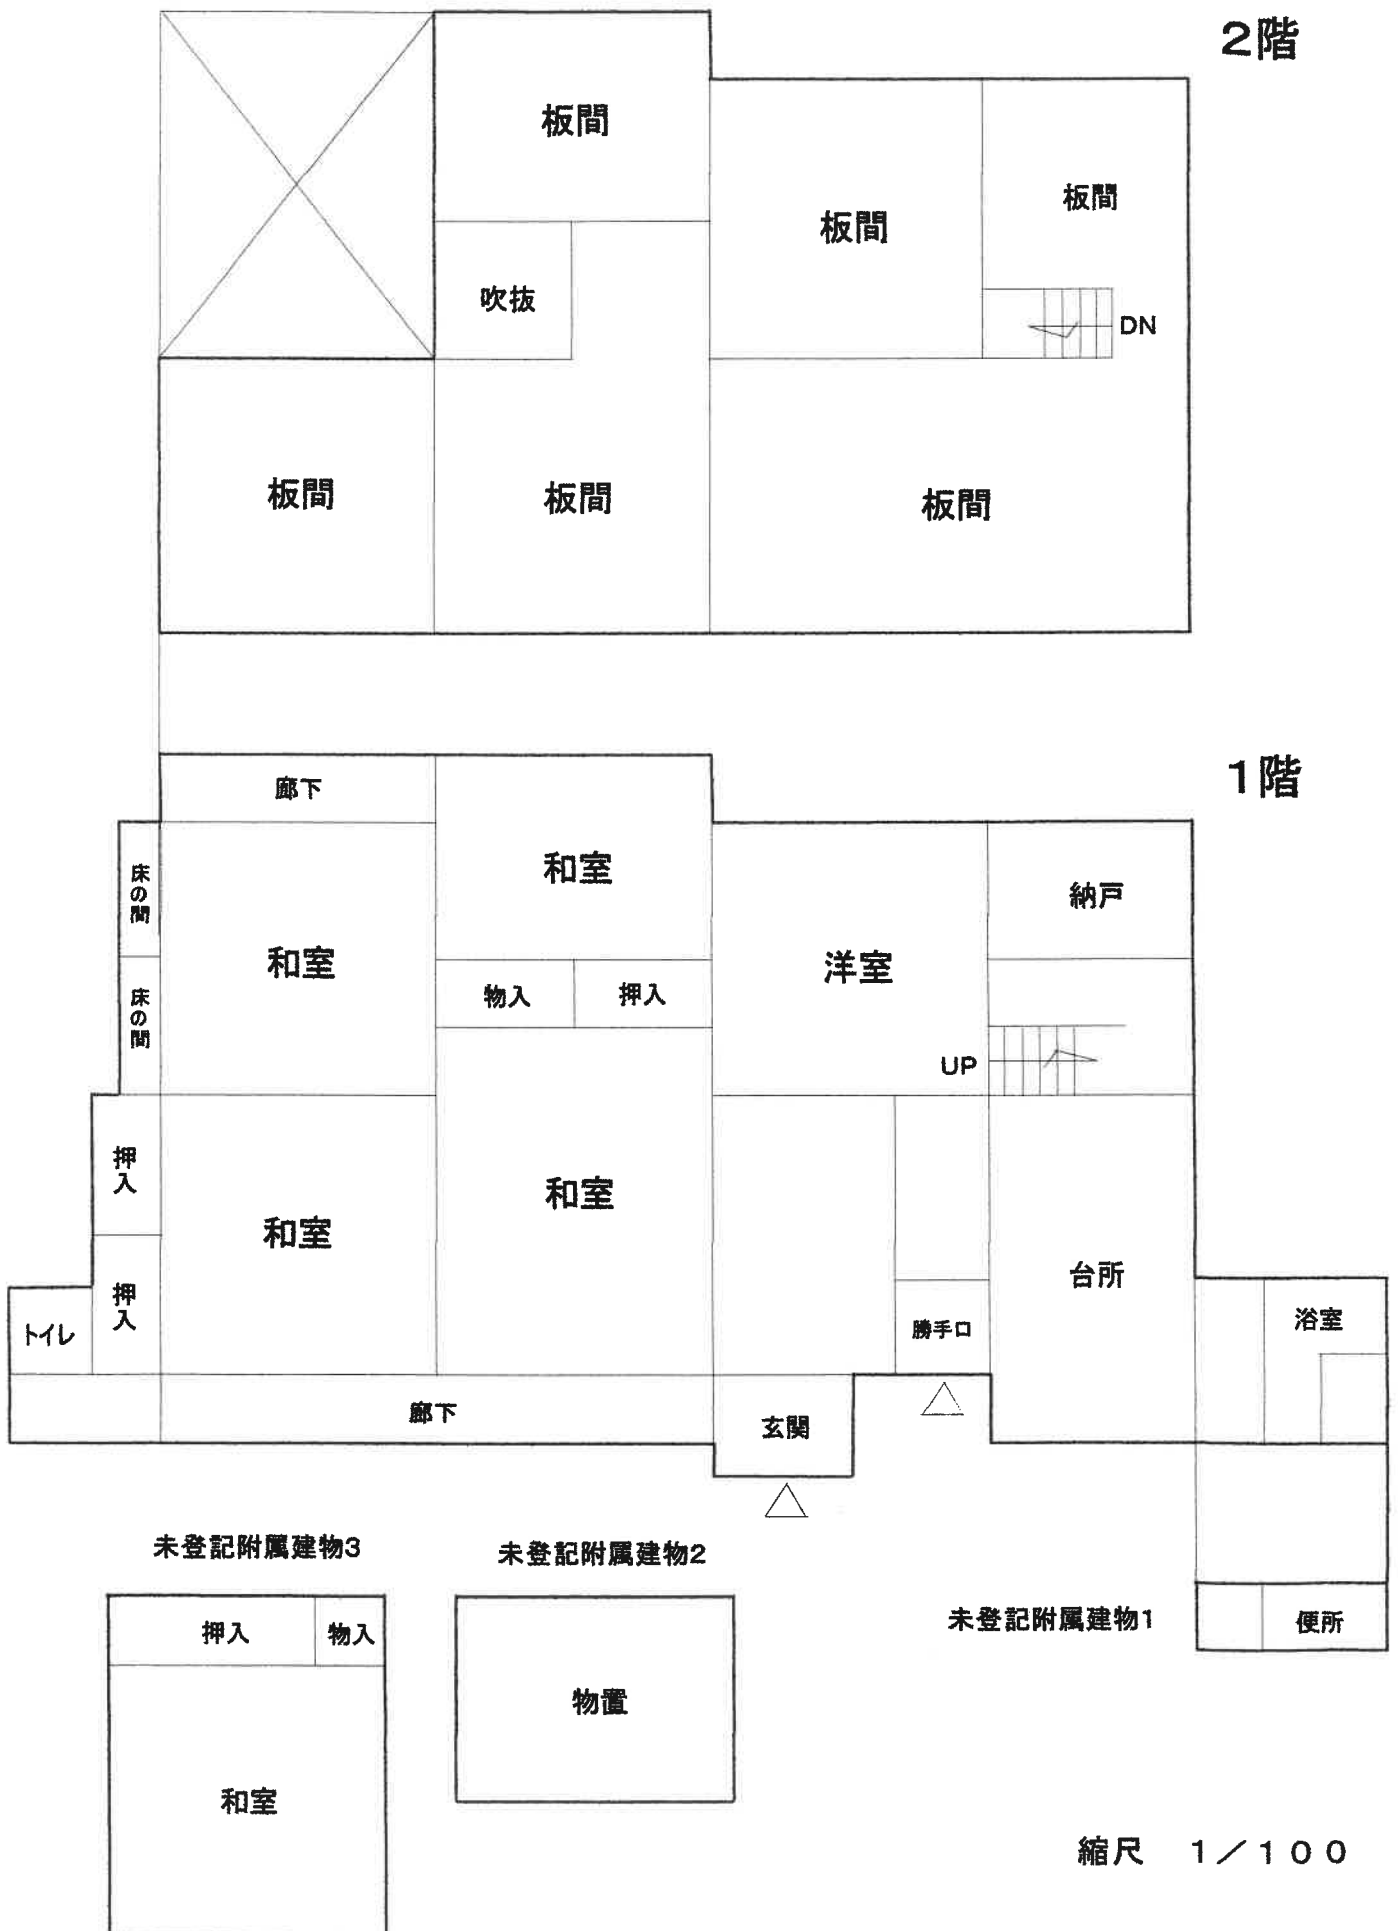 2階
板間
板間
板間
吹抜
DN
板間
板間
板間
1階
廊下
床の間
和室
納戸
和室
洋室
物入
押入
床の間
UP
押入
和室
和室
台所
押入
トイレ
浴室
勝手口
廊下
玄関
未登記附属建物3
未登記附属建物2
未登記附属建物1
便所
押入
物入
物置
和室
縮尺 1/100